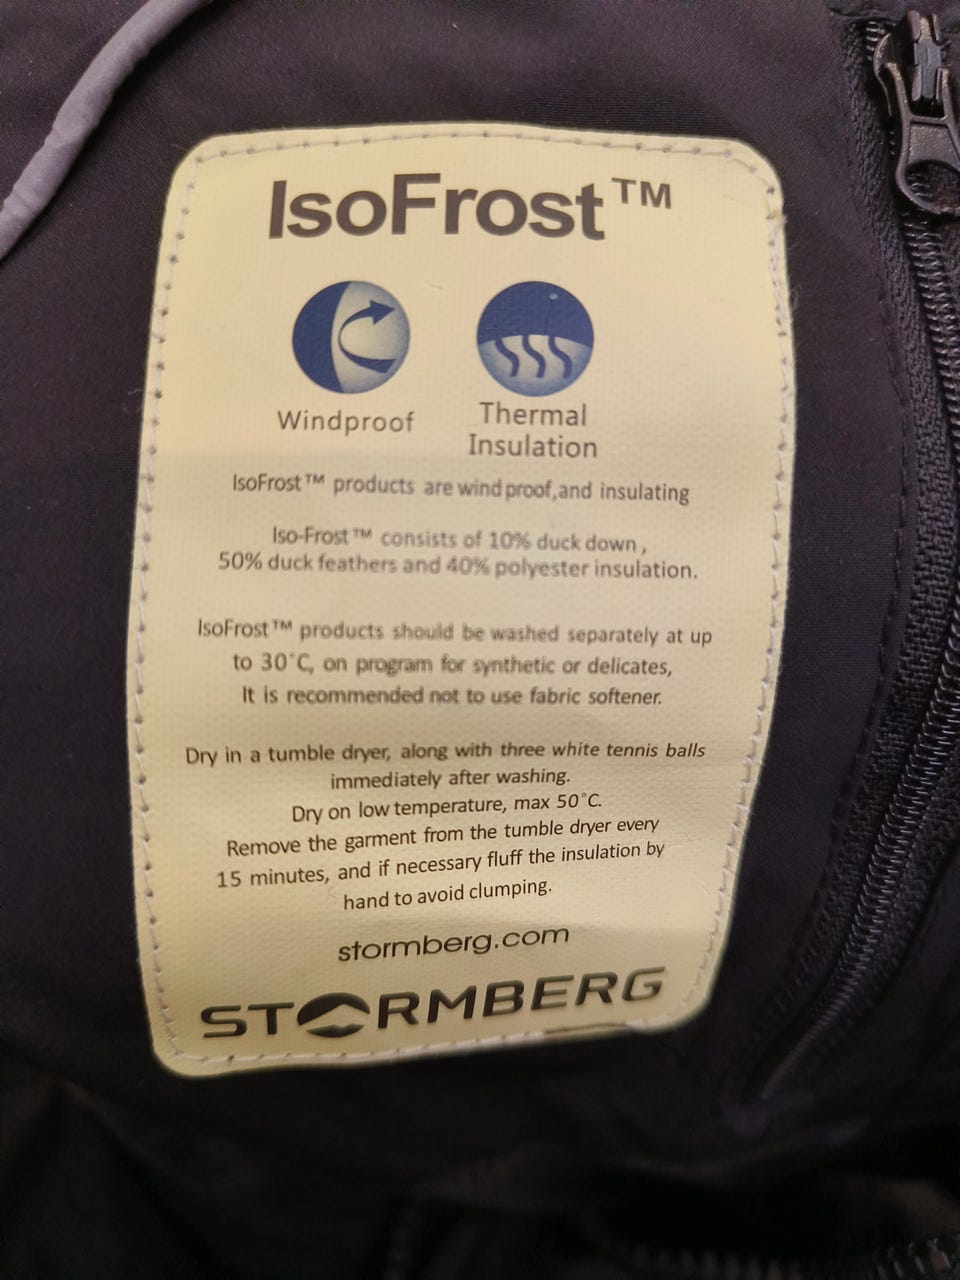 IsoFrost™
Windproof
Thermal
Insulation
IsoFrost™ products are windproof,and insulating
Iso-Frost™ consists of 10% duck down,
50% duck feathers and 40% polyester insulation.
IsoFrost™ products should be washed separately at up
to 30°C, on program for synthetic or delicates,
It is recommended not to use fabric softener.
Dry in a tumble dryer, along with three white tennis balls
immediately after washing.
Dry on low temperature, max 50°C.
Remove the garment from the tumble dryer every
15 minutes, and if necessary fluff the insulation by
hand to avoid clumping.
stormberg.com
STORMBERG